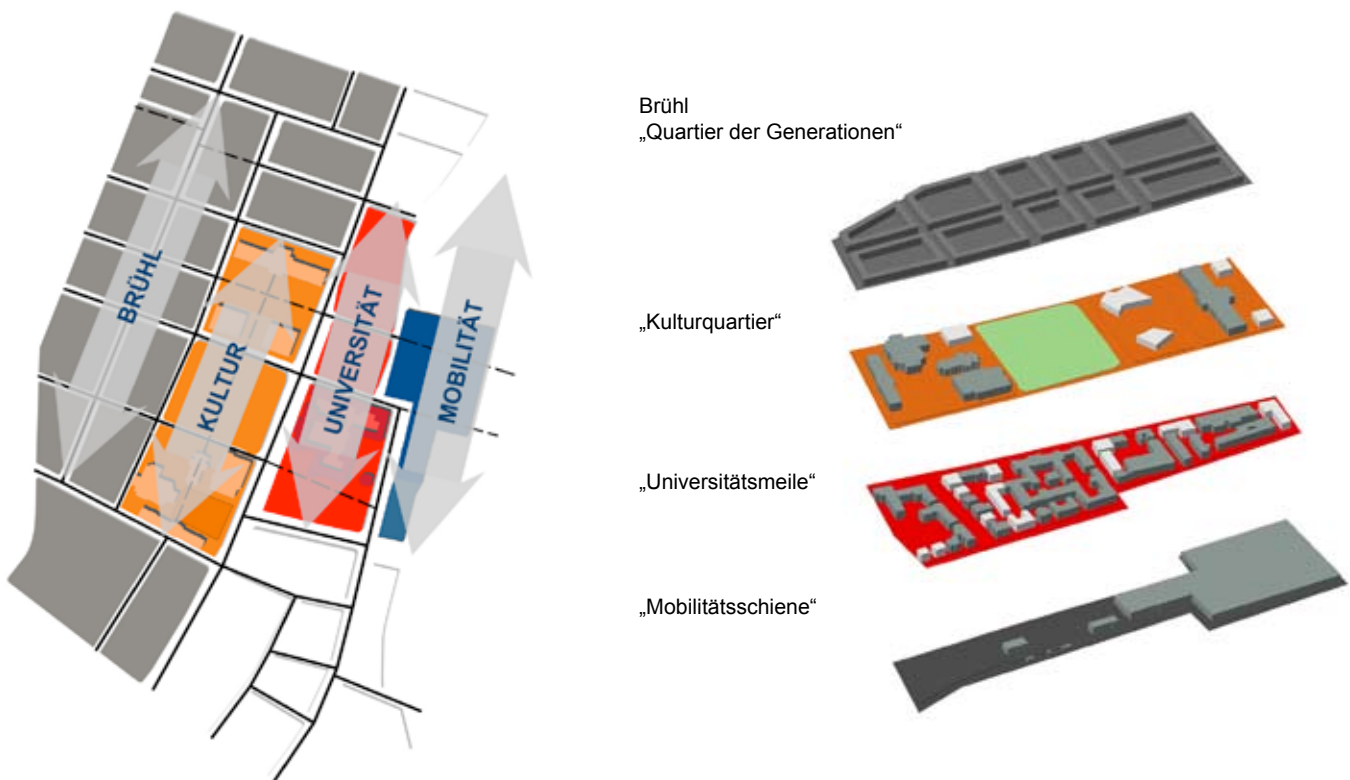 BRÜHL
KULTUR
UNIVERSITÄT
MOBILITÄT
Brühl
„Quartier der Generationen“
„Kulturquartier“
„Universitätsmeile“
„Mobilitätsschiene“